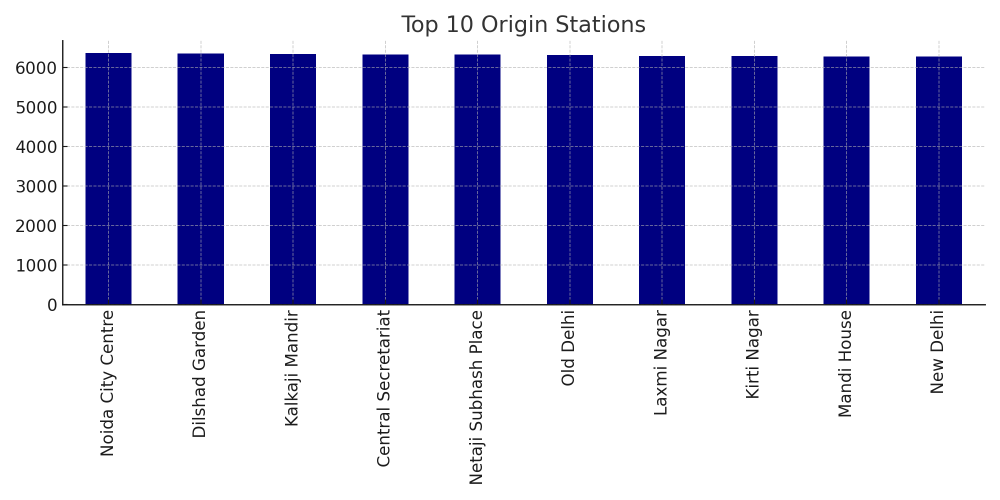 Top 10 Origin Stations
6000
5000
4000
3000
2000
1000
0
Noida City Centre
Dilshad Garden
Kalkaji Mandir
Central Secretariat
Netaji Subhash Place
Old Delhi
Laxmi Nagar
Kirti Nagar
Mandi House
New Delhi